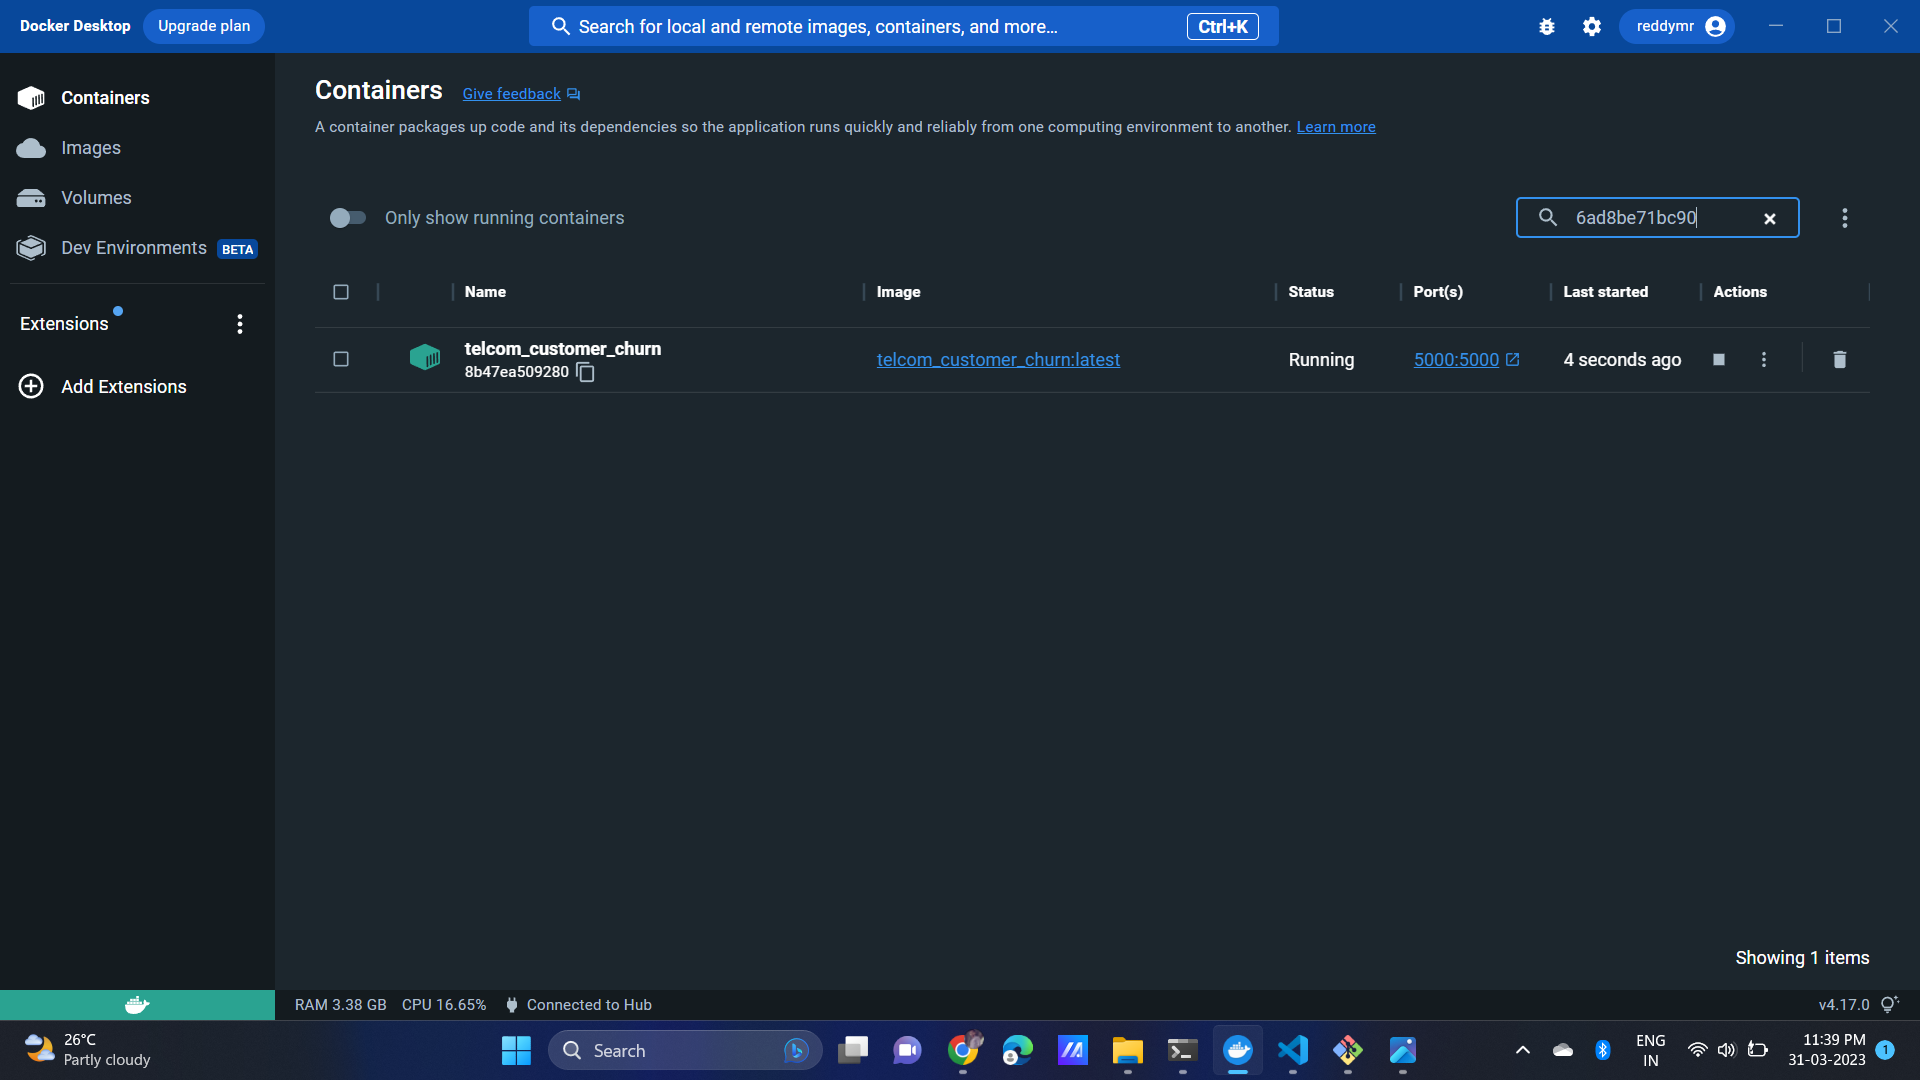 Docker Desktop
Upgrade plan
Search for local and remote images, containers, and more...
Ctrl+K
reddymr
Containers
Images
Volumes
Dev Environments BETA
Extensions
Add Extensions
Containers Give feedback
A container packages up code and its dependencies so the application runs quickly and reliably from one computing environment to another. Learn more
Only show running containers
6ad8be71bc90
Name Image Status Port(s) Last started Actions
telcom_customer_churn
8b47ea509280
telcom_customer_churn:latest
Running
5000:5000
4 seconds ago
Showing 1 items
RAM 3.38 GB CPU 16.65% Connected to Hub
v4.17.0
26°C
Partly cloudy
Search
ENG
IN
11:39 PM
31-03-2023
1